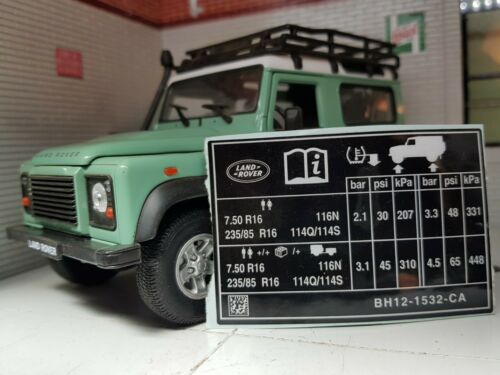 LAND ROVER
LAND ROVER
LAND-
ROVER
i
bar psi kPa bar psi kPa
7.50 R16 116N
235/85 R16 114Q/114S
2.1 30 207 3.3 48 331
+/+ /+
7.50 R16 116N
235/85 R16 114Q/114S
3.1 45 310 4.5 65 448
BH12-1532-CA